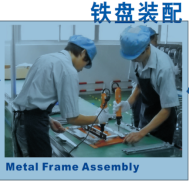 铁盘装配
Metal Frame Assembly